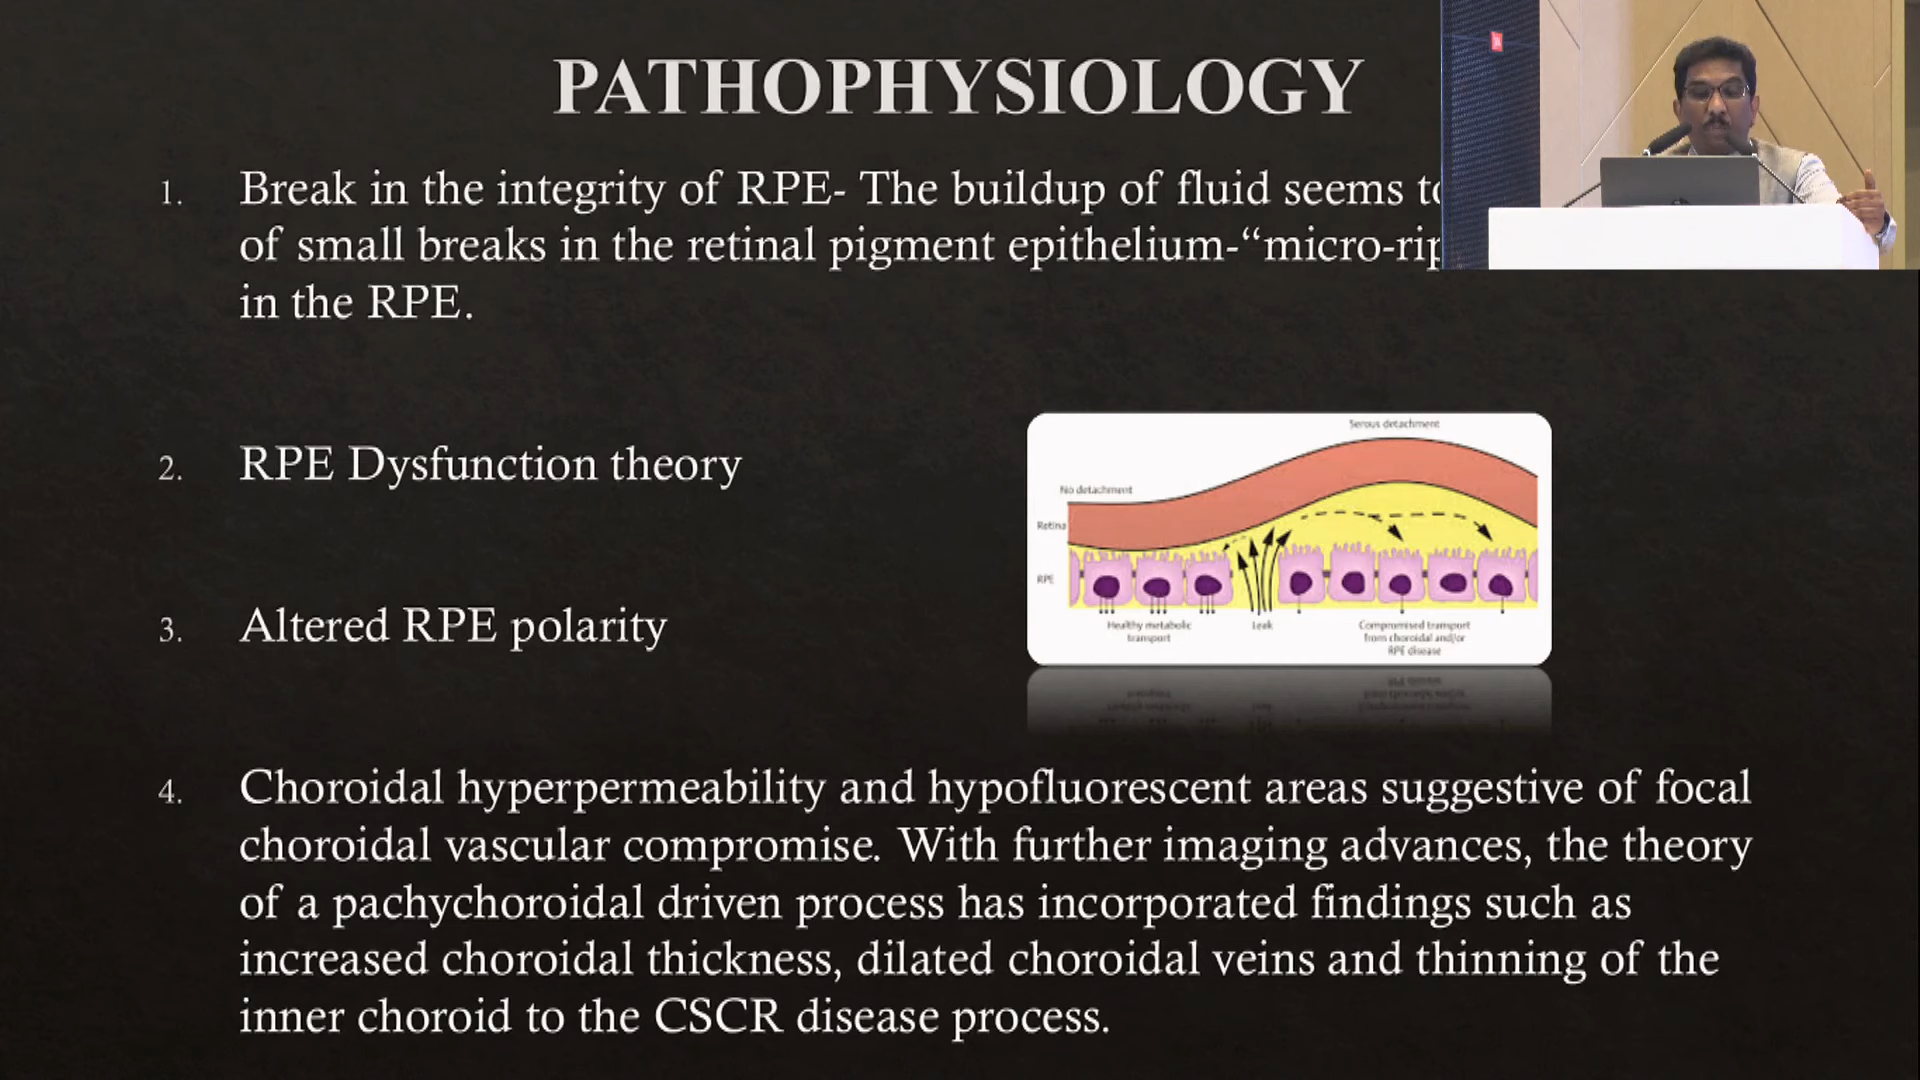 PATHOPHYSIOLOGY
1. Break in the integrity of RPE- The buildup of fluid seems
of small breaks in the retinal pigment epithelium-“
in the RPE.
2. RPE Dysfunction theory
3. Altered RPE polarity
Serous detachment
No detachment
Retina
RPE
Healthy metabolic
transport
Leak
Compromised transport
from choroidal and/or
RPE disease
4. Choroidal hyperpermeability and hypofluorescent areas suggestive of focal
choroidal vascular compromise. With further imaging advances, the theory
of a pachychoroidal driven process has incorporated findings such as
increased choroidal thickness, dilated choroidal veins and thinning of the
inner choroid to the CSCR disease process.